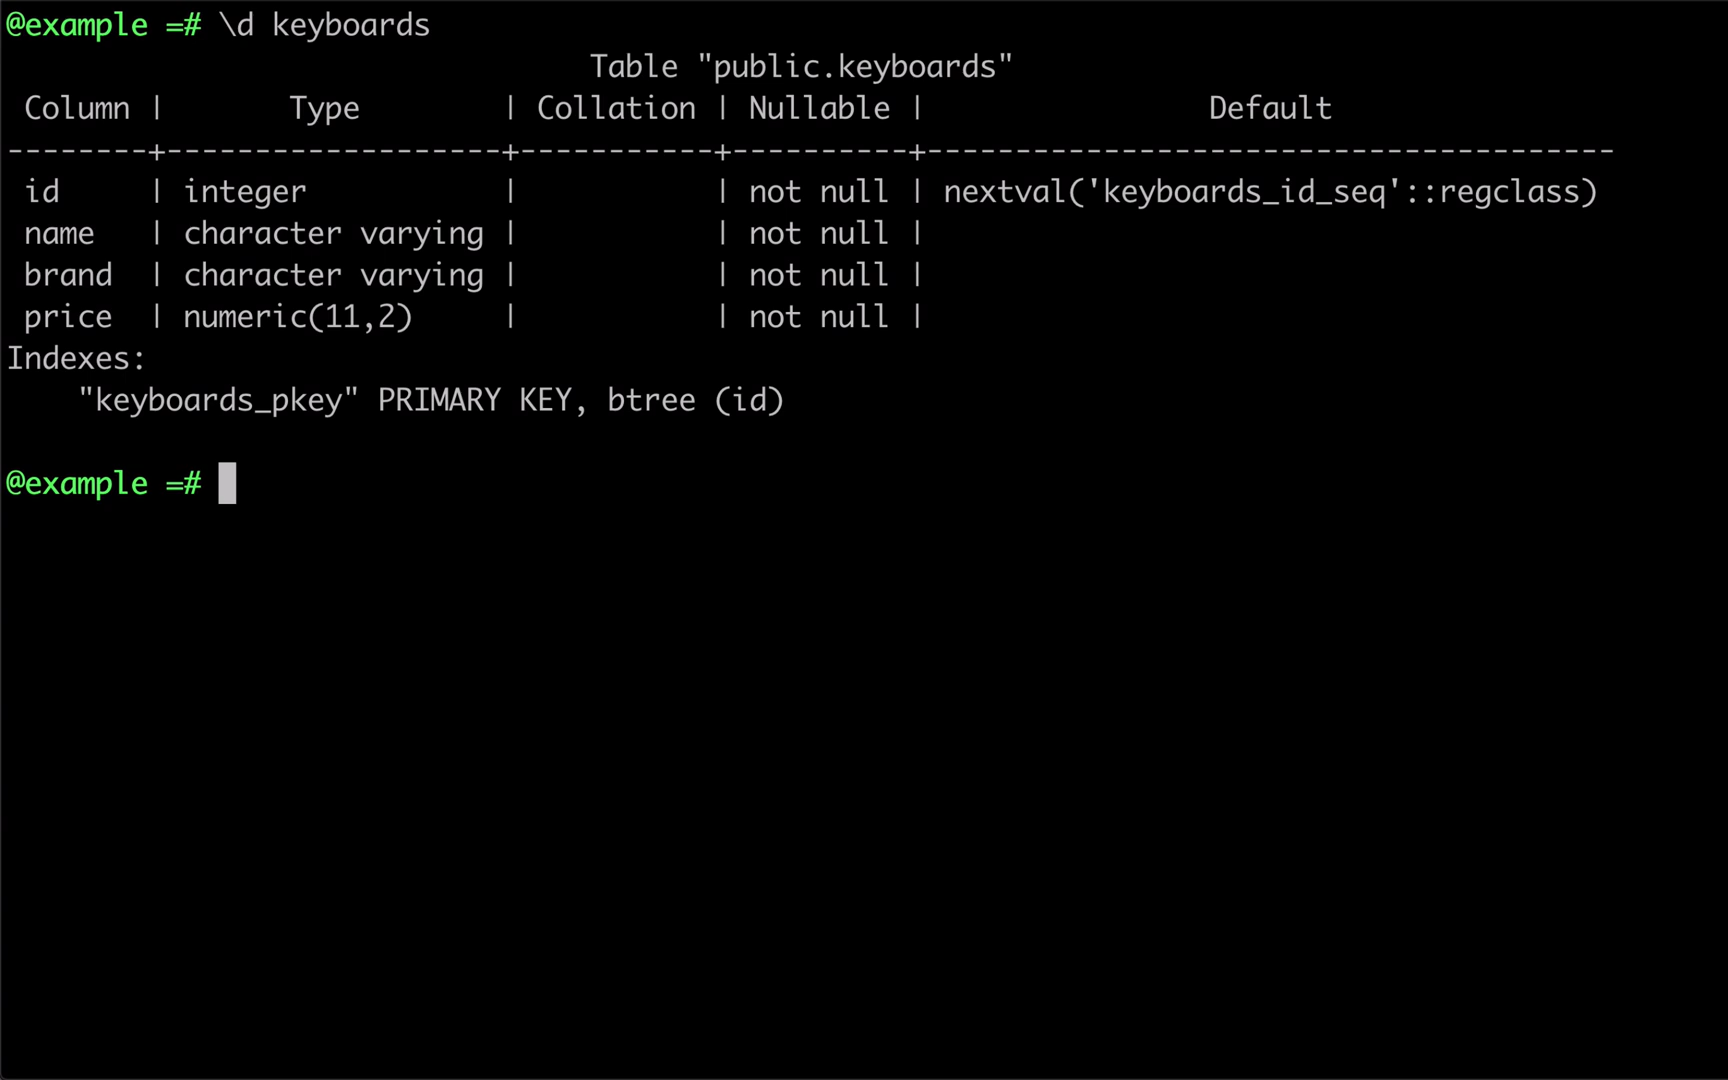 @example =# \d keyboards
                                 Table "public.keyboards"
 Column |       Type        | Collation | Nullable |                Default
--------+-------------------+-----------+----------+---------------------------------------
 id     | integer           |           | not null | nextval('keyboards_id_seq'::regclass)
 name   | character varying |           | not null |
 brand  | character varying |           | not null |
 price  | numeric(11,2)     |           | not null |
Indexes:
    "keyboards_pkey" PRIMARY KEY, btree (id)
@example =#